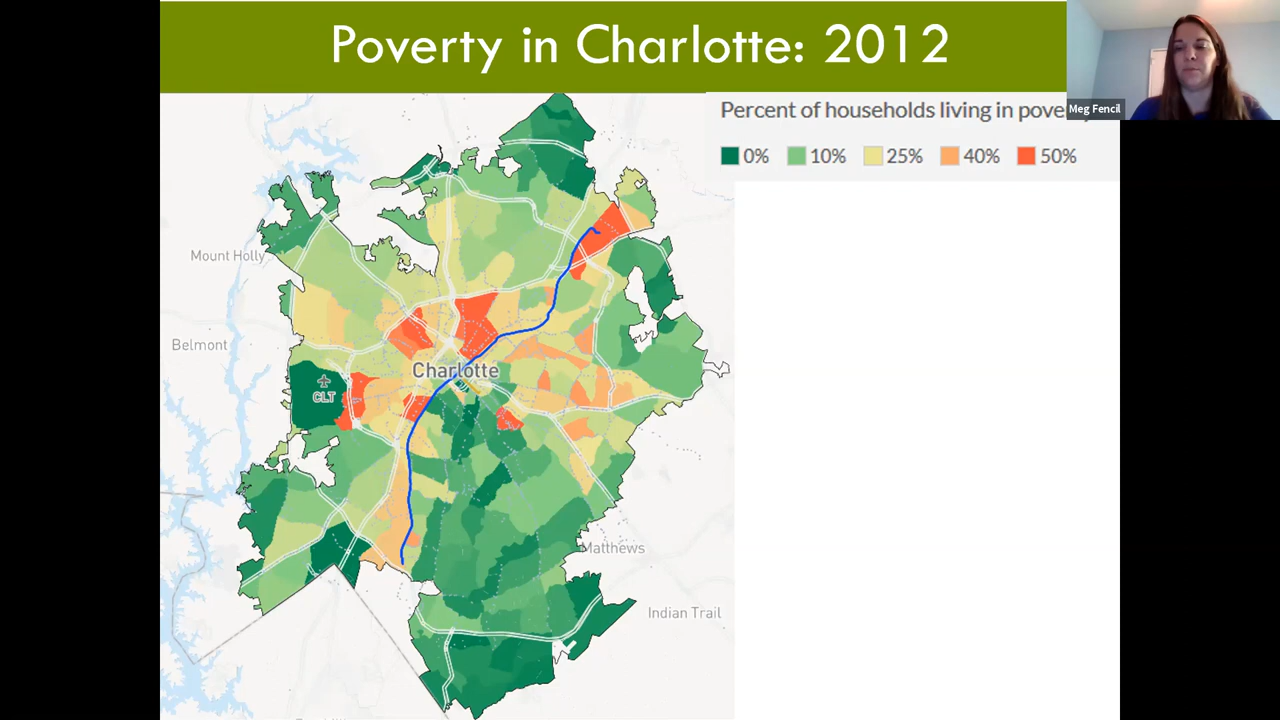 Poverty in Charlotte: 2012
Meg Fencil
Percent of households living in pove
0% 10% 25% 40% 50%
Mount Holly
Belmont
Charlotte
CLT
Matthews
Indian Trail